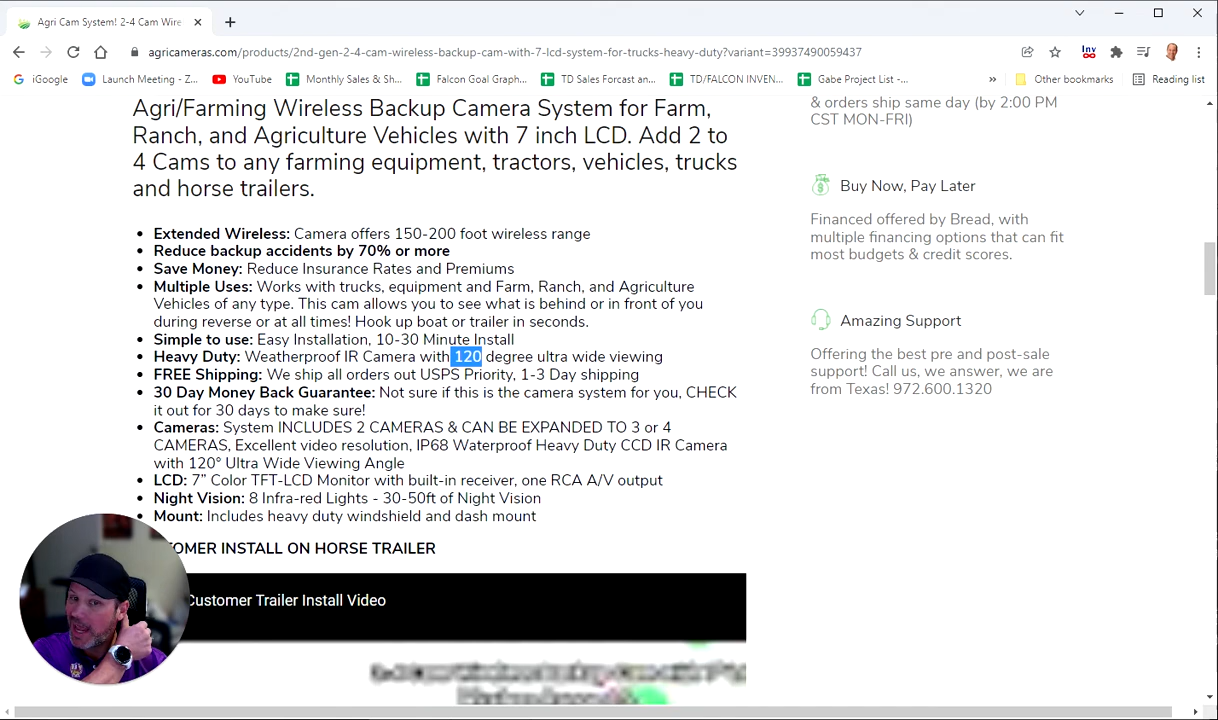 Agri Cam System! 2-4 Cam Wire
agricameras.com/products/2nd-gen-2-4-cam-wireless-backup-cam-with-7-lcd-system-for-trucks-heavy-duty?variant=39937490059437
Inv
iGoogle
Launch Meeting - Z...
YouTube
Monthly Sales & Sh...
Falcon Goal Graph...
TD Sales Forcast an...
TD/FALCON INVEN...
Gabe Project List -...
»
Other bookmarks
Reading list
Agri/Farming Wireless Backup Camera System for Farm,
Ranch, and Agriculture Vehicles with 7 inch LCD. Add 2 to
4 Cams to any farming equipment, tractors, vehicles, trucks
and horse trailers.
• Extended Wireless: Camera offers 150-200 foot wireless range
• Reduce backup accidents by 70% or more
• Save Money: Reduce Insurance Rates and Premiums
• Multiple Uses: Works with trucks, equipment and Farm, Ranch, and Agriculture
Vehicles of any type. This cam allows you to see what is behind or in front of you
during reverse or at all times! Hook up boat or trailer in seconds.
• Simple to use: Easy Installation, 10-30 Minute Install
• Heavy Duty: Weatherproof IR Camera with 120 degree ultra wide viewing
• FREE Shipping: We ship all orders out USPS Priority, 1-3 Day shipping
• 30 Day Money Back Guarantee: Not sure if this is the camera system for you, CHECK
it out for 30 days to make sure!
• Cameras: System INCLUDES 2 CAMERAS & CAN BE EXPANDED TO 3 or 4
CAMERAS, Excellent video resolution, IP68 Waterproof Heavy Duty CCD IR Camera
with 120° Ultra Wide Viewing Angle
• LCD: 7” Color TFT-LCD Monitor with built-in receiver, one RCA A/V output
• Night Vision: 8 Infra-red Lights - 30-50ft of Night Vision
• Mount: Includes heavy duty windshield and dash mount
TOMER INSTALL ON HORSE TRAILER
Customer Trailer Install Video
& orders ship same day (by 2:00 PM
CST MON-FRI)
Buy Now, Pay Later
Financed offered by Bread, with
multiple financing options that can fit
most budgets & credit scores.
Amazing Support
Offering the best pre and post-sale
support! Call us, we answer, we are
from Texas! 972.600.1320